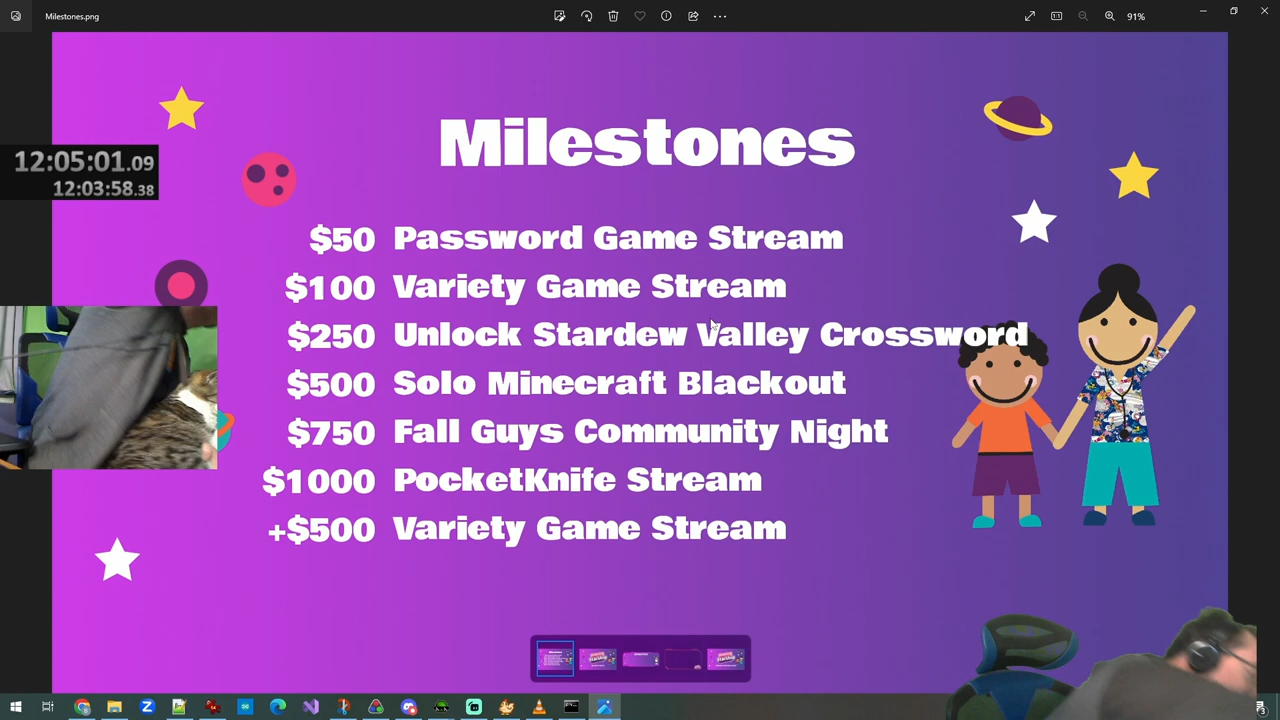 Milestones.png
91%
Milestones
12:05:01.09
12:03:58.38
$50 Password Game Stream
$100 Variety Game Stream
$250 Unlock Stardew Valley Crossword
$500 Solo Minecraft Blackout
$750 Fall Guys Community Night
$1000 PocketKnife Stream
+$500 Variety Game Stream